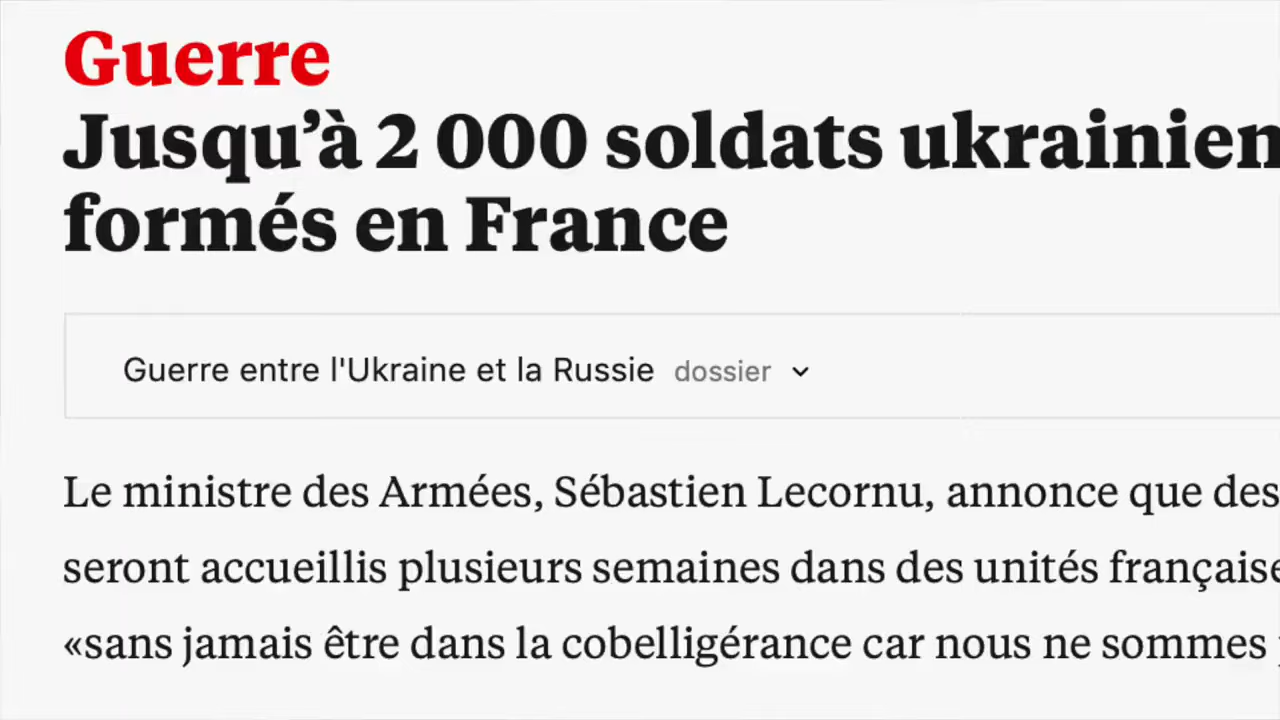 Guerre
Jusqu’à 2 000 soldats ukrainien
formés en France
Guerre entre l'Ukraine et la Russie dossier
Le ministre des Armées, Sébastien Lecornu, annonce que des
seront accueillis plusieurs semaines dans des unités française
«sans jamais être dans la cobelligérance car nous ne sommes